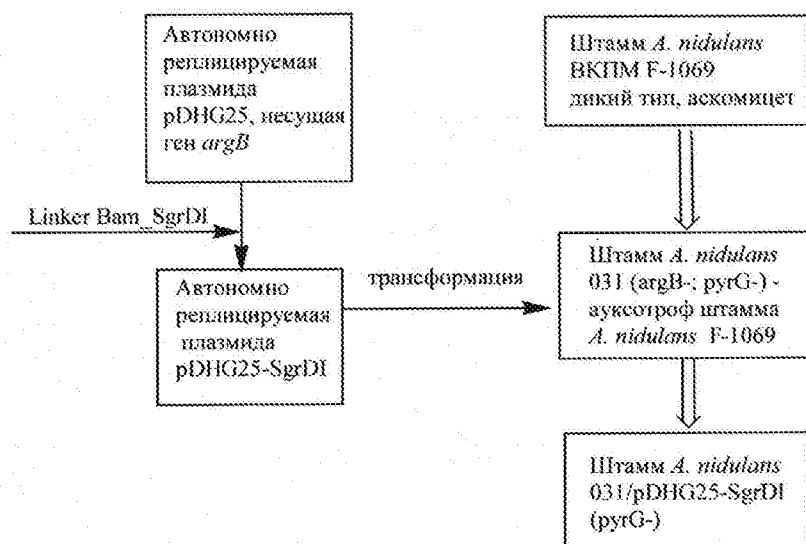 Автономно
реплицируемая
плазмида
pDHG25, несущая
ген argB
Штамм A. nidulans
ВКПМ F-1069
дикий тип, аскомицет
Linker Bam_SgrDI
Автономно
реплицируемая
плазмида
pDHG25-SgrDI
трансформация
Штамм A. nidulans
031 (argB-; pyrG-) -
ауксотроф штамма
A. nidulans F-1069
Штамм A. nidulans
031/pDHG25-SgrDI
(pyrG-)